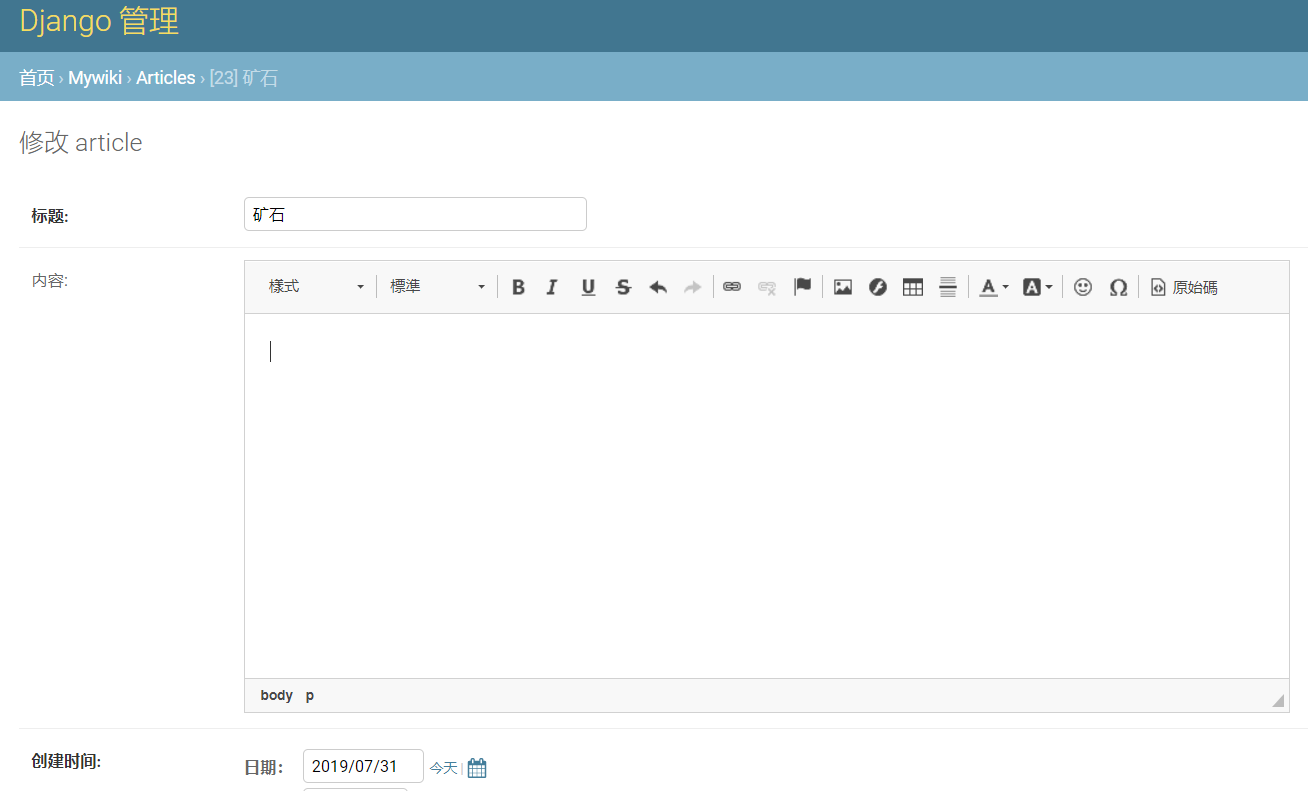 Django 管理
首页 › Mywiki › Articles › [23] 矿石
修改 article
标题: 矿石
内容:
樣式 標準 B I U S A A Ω 原始碼
body p
创建时间: 日期: 2019/07/31 今天 |